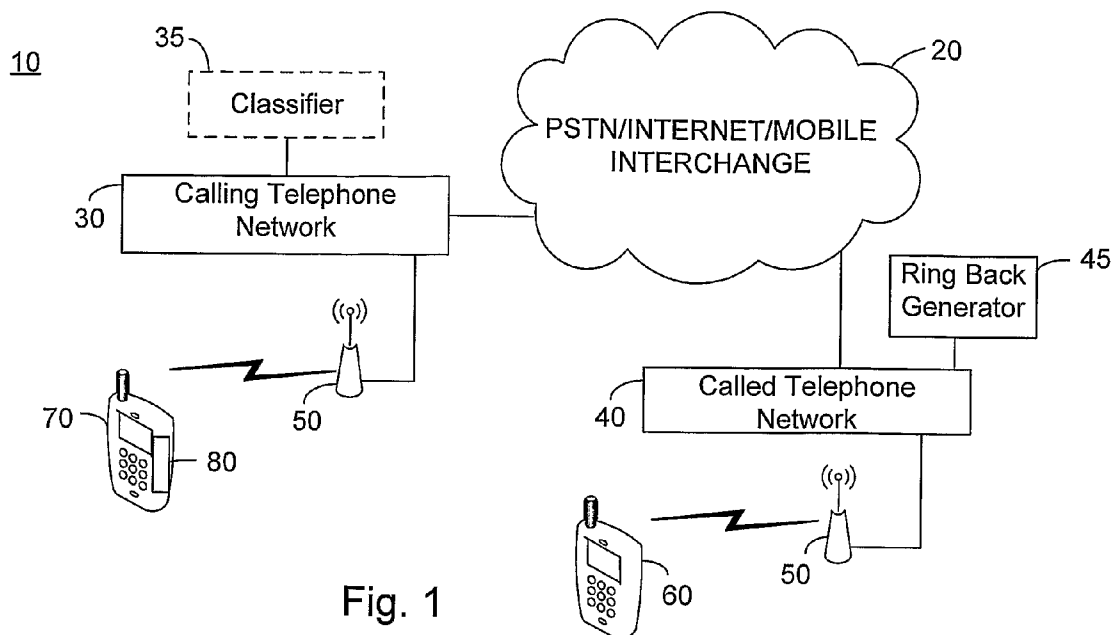 10
35
Classifier
20
PSTN/INTERNET/MOBILE
INTERCHANGE
30
Calling Telephone
Network
45
Ring Back
Generator
50
70
80
40
Called Telephone
Network
50
60
Fig. 1